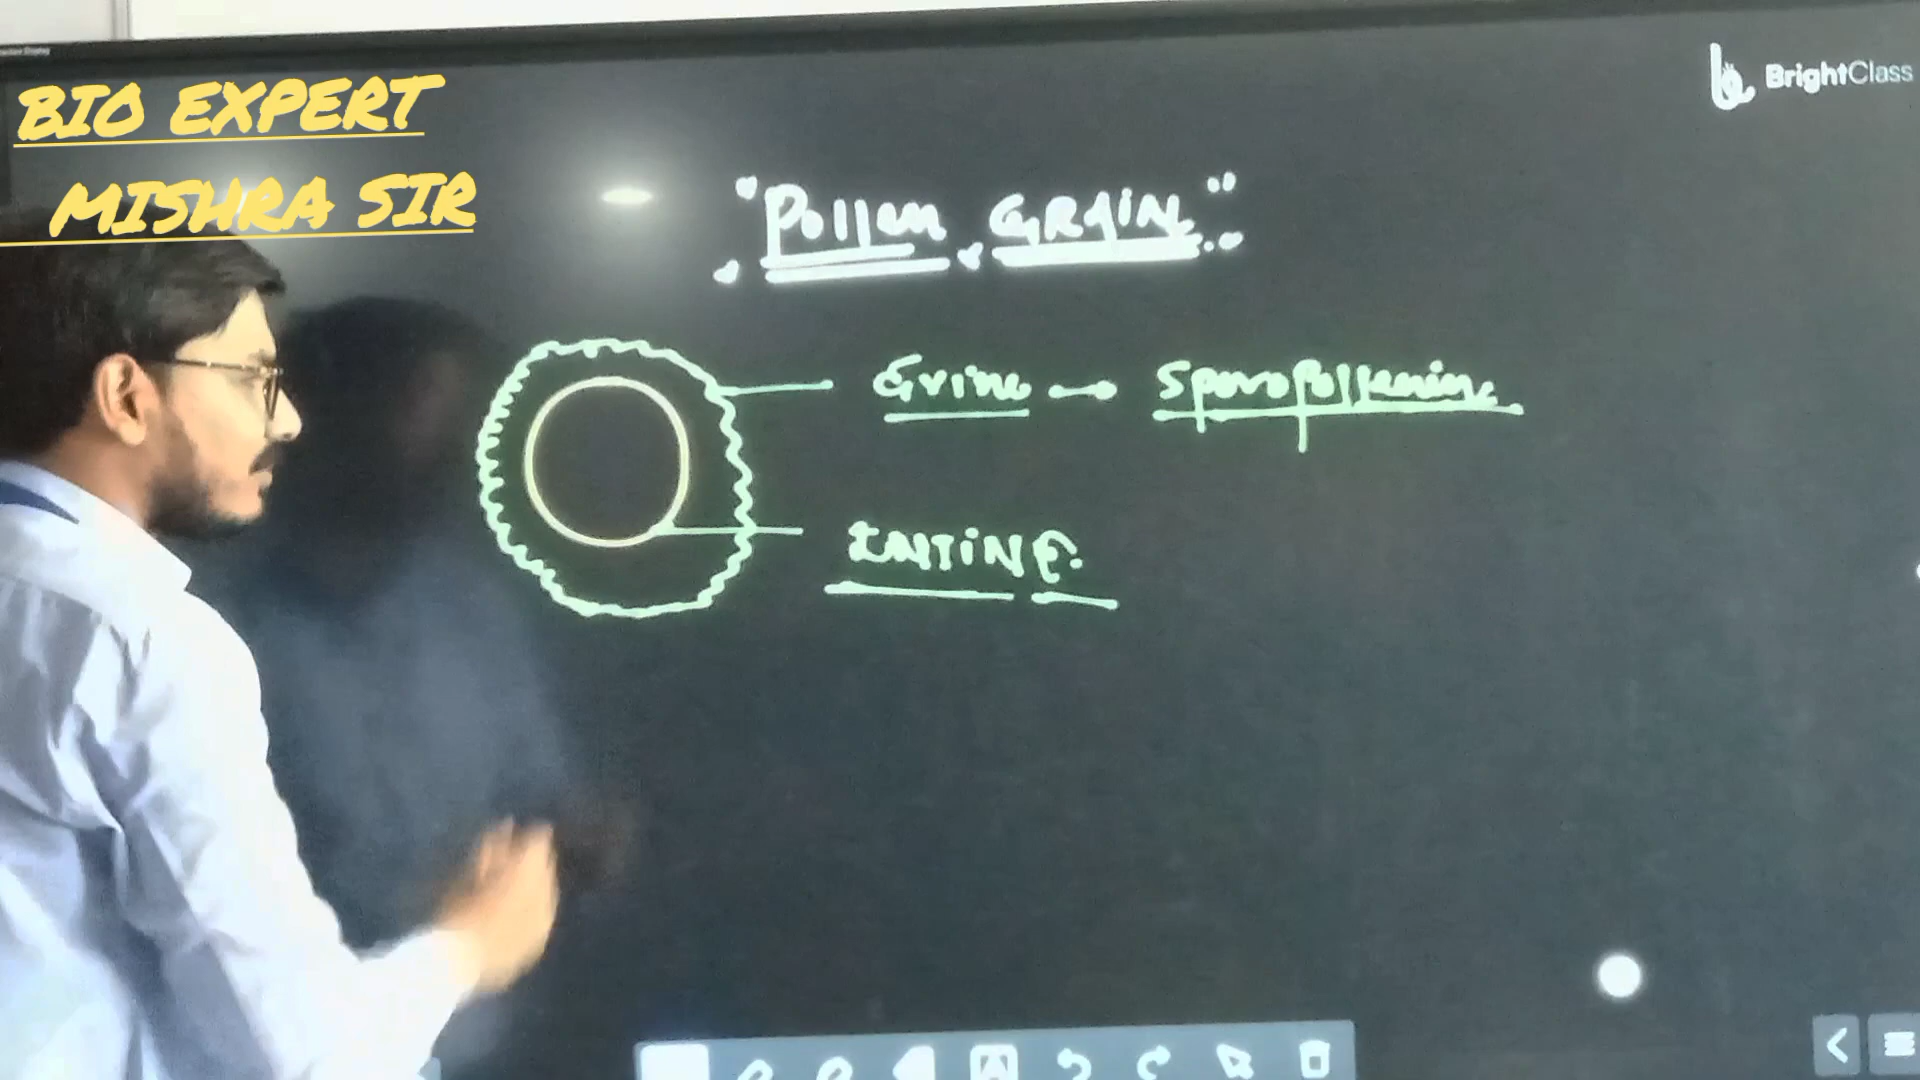 BIO EXPERT
MISHRA SIR
BrightClass
"Pollen GRAIN"
Exine → Sporopollenin
INTINE.